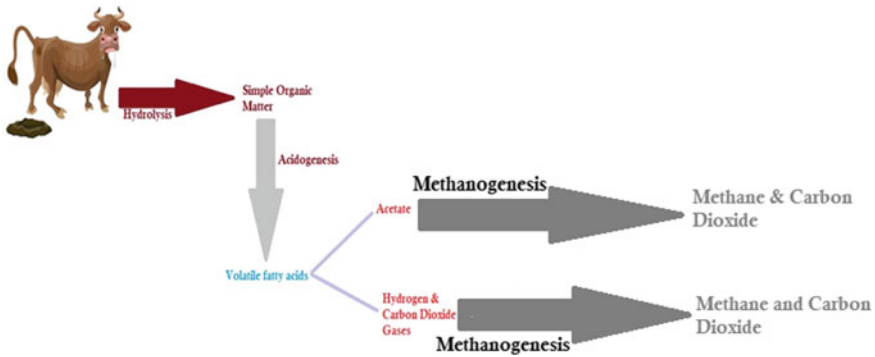 Hydrolysis
Simple Organic
Matter
Acidogenesis
Volatile fatty acids
Acetate
Methanogenesis
Methane & Carbon
Dioxide
Hydrogen &
Carbon Dioxide
Gases
Methanogenesis
Methane and Carbon
Dioxide